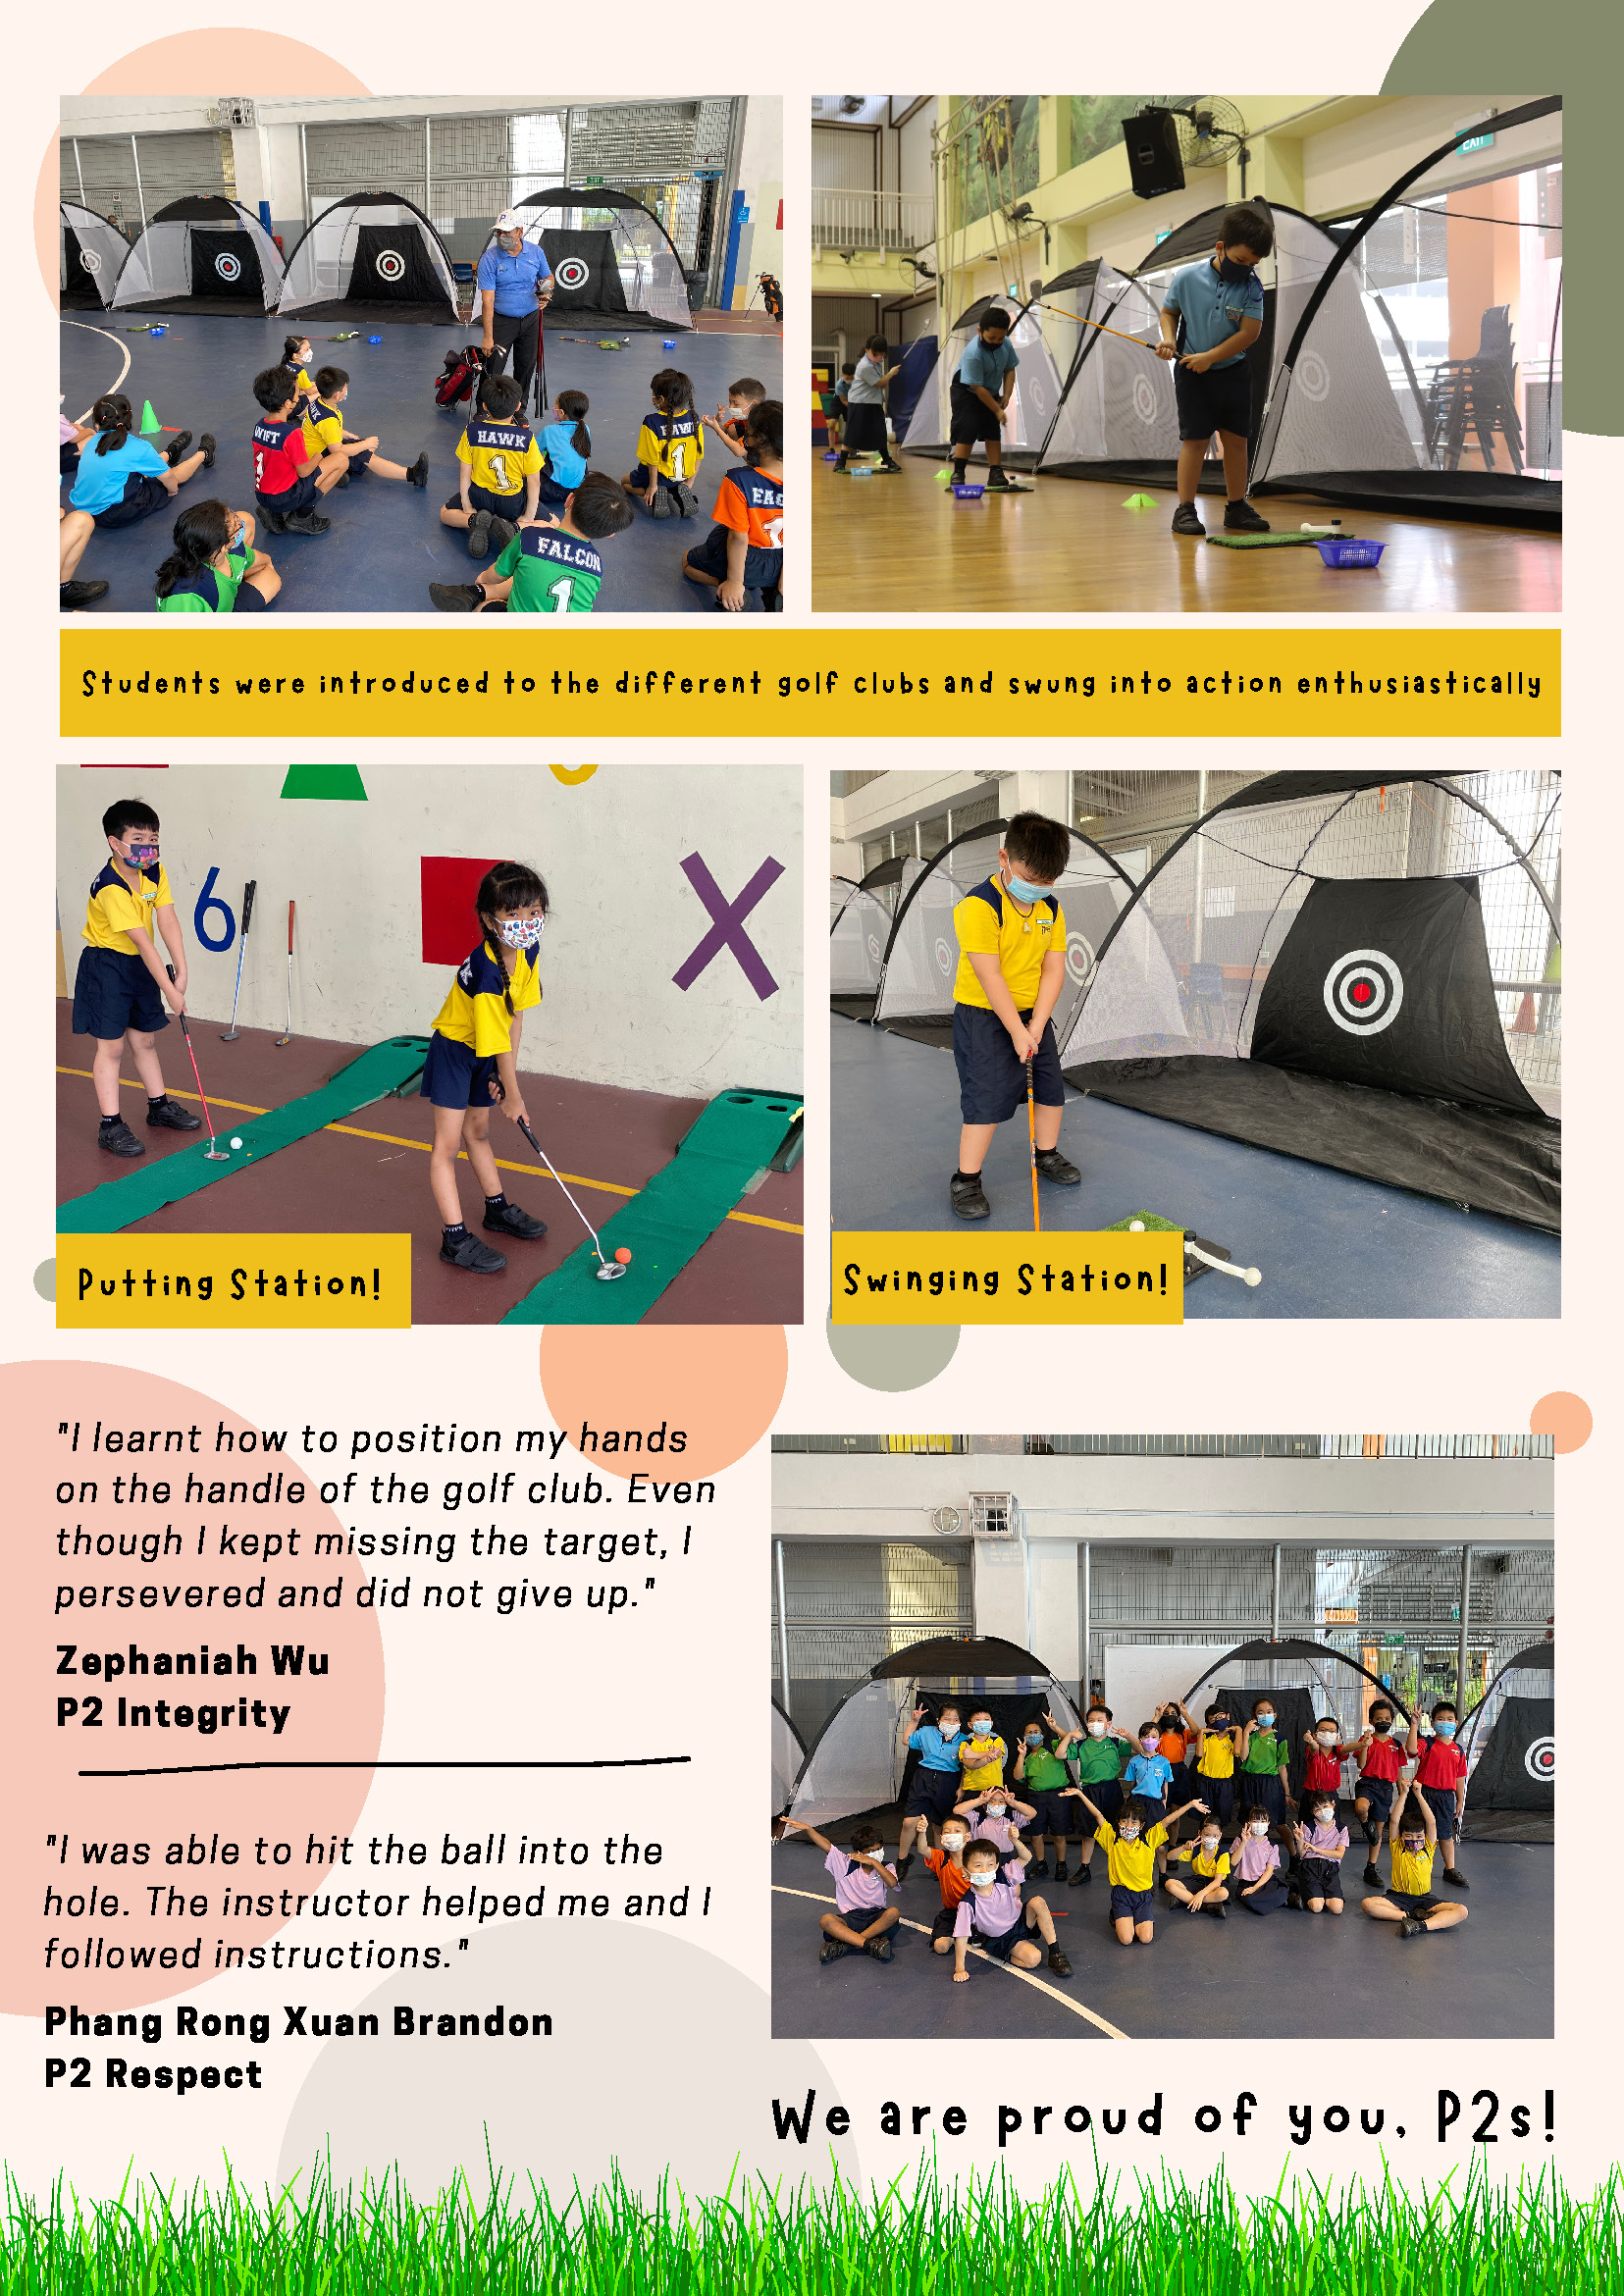 P
WIFT
1
HAWK
1
HAWK
1
EAG
1
FALCON
1
EXIT
Students were introduced to the different golf clubs and swung into action enthusiastically
6
X
Putting Station!
Swinging Station!
"I learnt how to position my hands
on the handle of the golf club. Even
though I kept missing the target, I
persevered and did not give up."
Zephaniah Wu
P2 Integrity
"I was able to hit the ball into the
hole. The instructor helped me and I
followed instructions."
Phang Rong Xuan Brandon
P2 Respect
We are proud of you, P2s!